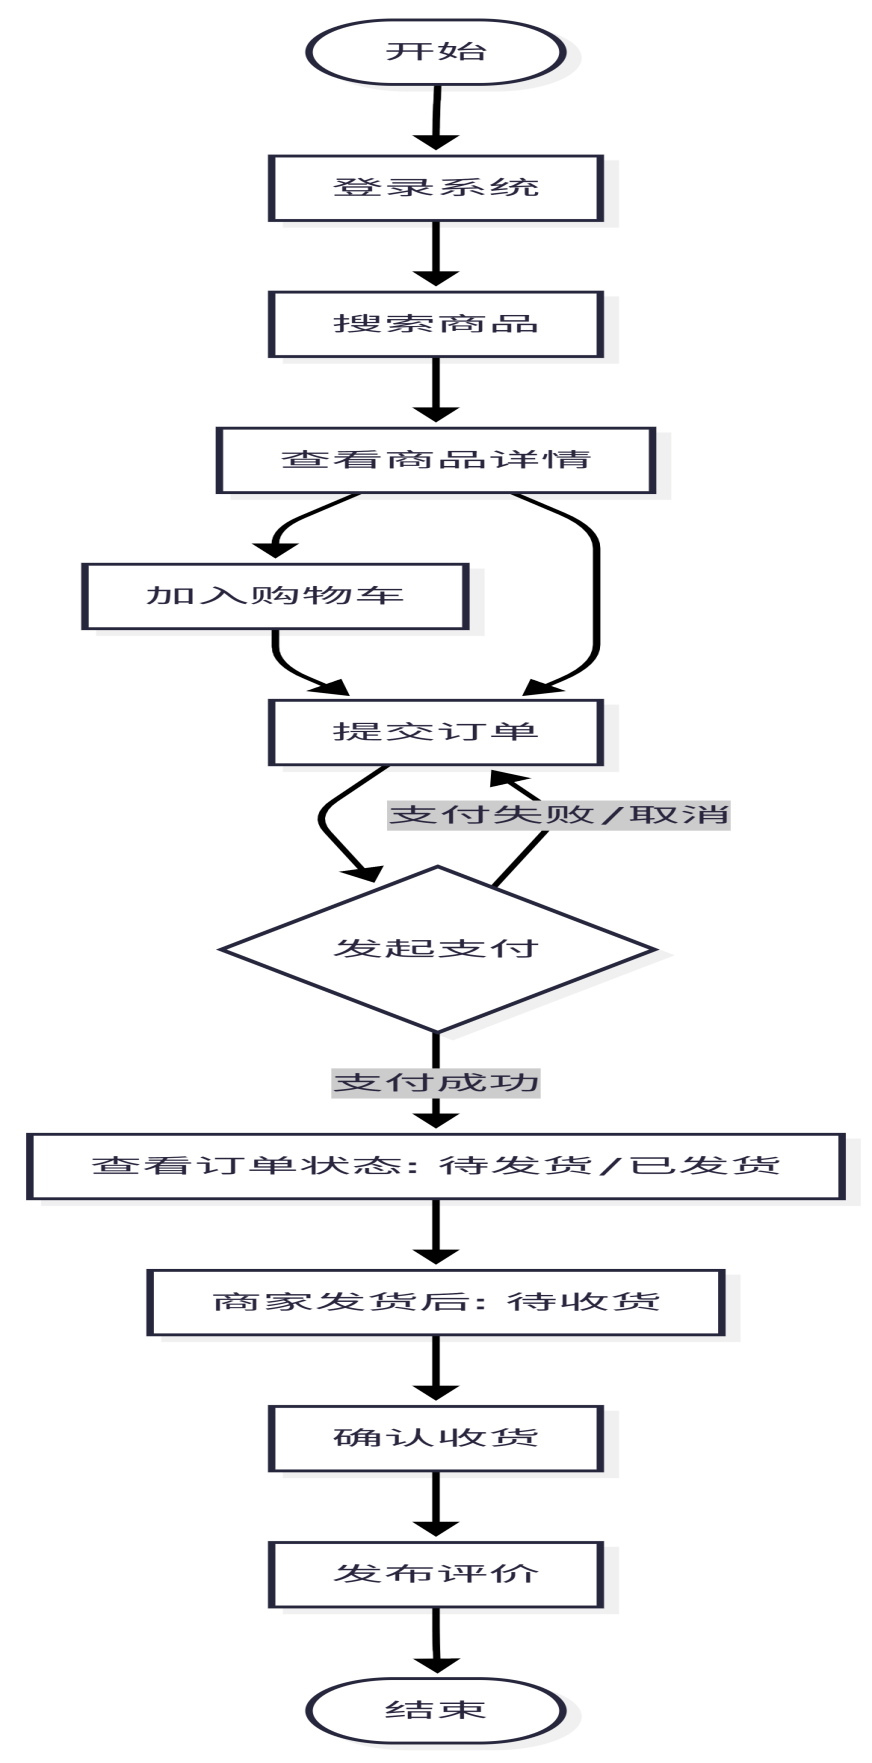 开始
登录系统
搜索商品
查看商品详情
加入购物车
提交订单
支付失败/取消
发起支付
支付成功
查看订单状态: 待发货/已发货
商家发货后: 待收货
确认收货
发布评价
结束